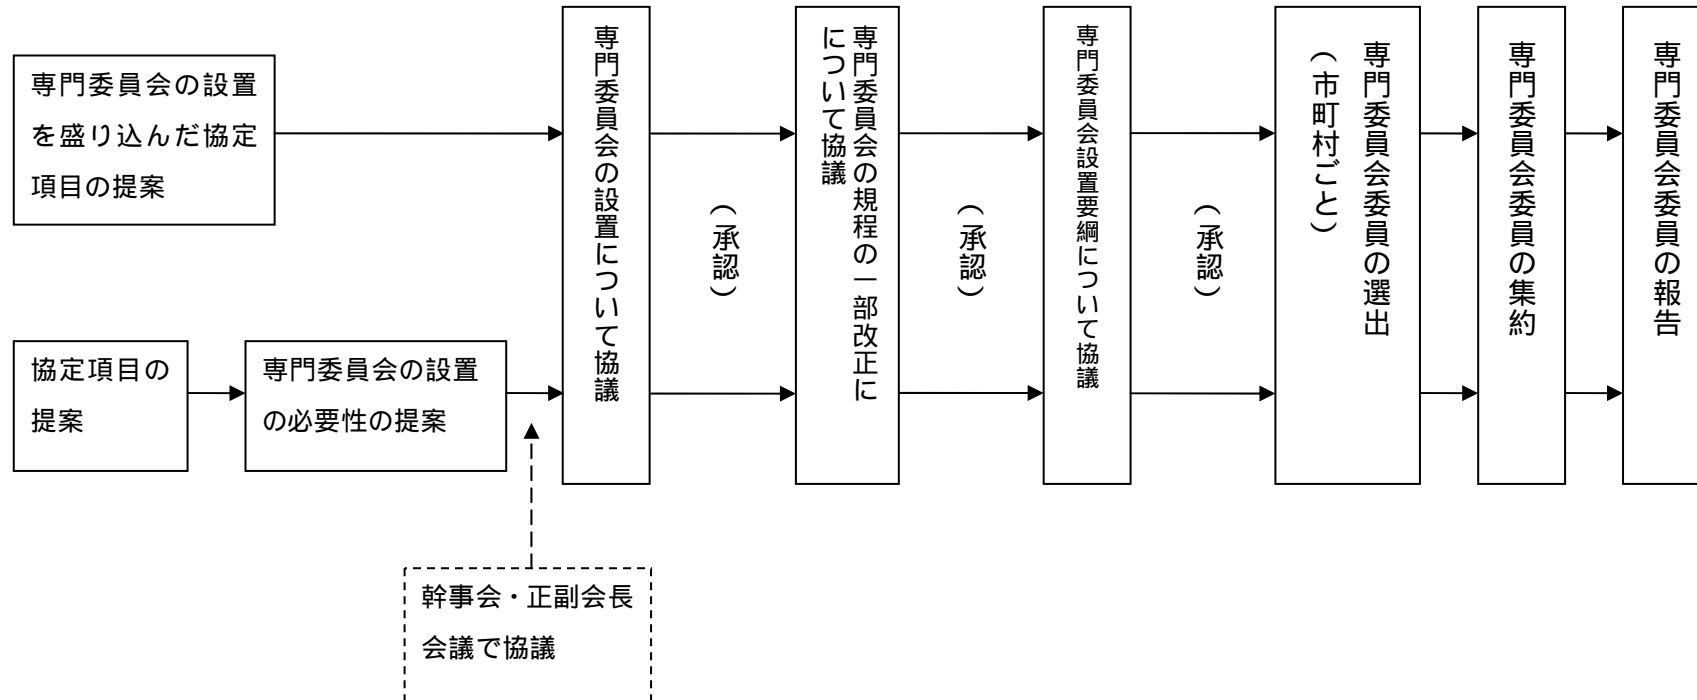 専門委員会の設置
を盛り込んだ協定
項目の提案
協定項目の
提案
専門委員会の設置
の必要性の提案
幹事会・正副会長
会議で協議
専門委員会の設置について協議
（承認）
専門委員会の規程の一部改正に
について協議
（承認）
専門委員会設置要綱について協議
（承認）
専門委員会委員の選出
（市町村ごと）
専門委員会委員の集約
専門委員会委員の報告